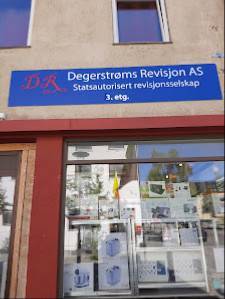 DR
Degerstrøms Revisjon AS
Statsautorisert revisjonsselskap
3. etg.